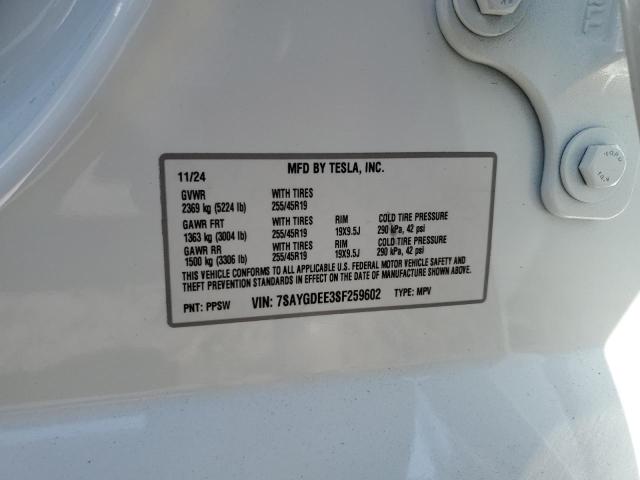 RLL
MFD BY TESLA, INC.
11/24
GVWR WITH TIRES
2369 kg (5224 lb) 255/45R19
GAWR FRT WITH TIRES RIM COLD TIRE PRESSURE
1363 kg (3004 lb) 255/45R19 19X9.5J 290 kPa, 42 psi
GAWR RR WITH TIRES RIM COLD TIRE PRESSURE
1500 kg (3306 lb) 255/45R19 19X9.5J 290 kPa, 42 psi
THIS VEHICLE CONFORMS TO ALL APPLICABLE U.S. FEDERAL MOTOR VEHICLE SAFETY AND
THEFT PREVENTION STANDARDS IN EFFECT ON THE DATE OF MANUFACTURE SHOWN ABOVE.
PNT: PPSW VIN: 7SAYGDEE3SF259602 TYPE: MPV